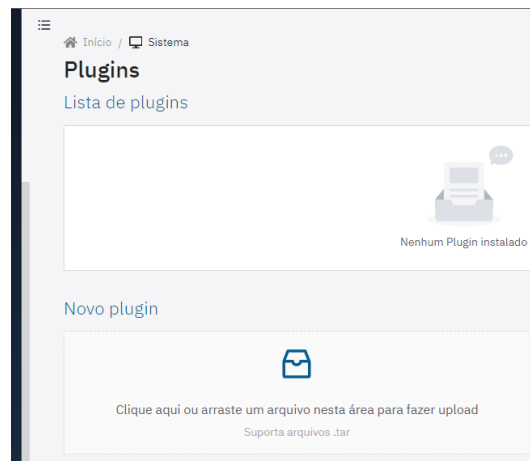 Início / Sistema
Plugins
Lista de plugins
Nenhum Plugin instalado
Novo plugin
Clique aqui ou arraste um arquivo nesta área para fazer upload
Suporta arquivos .tar